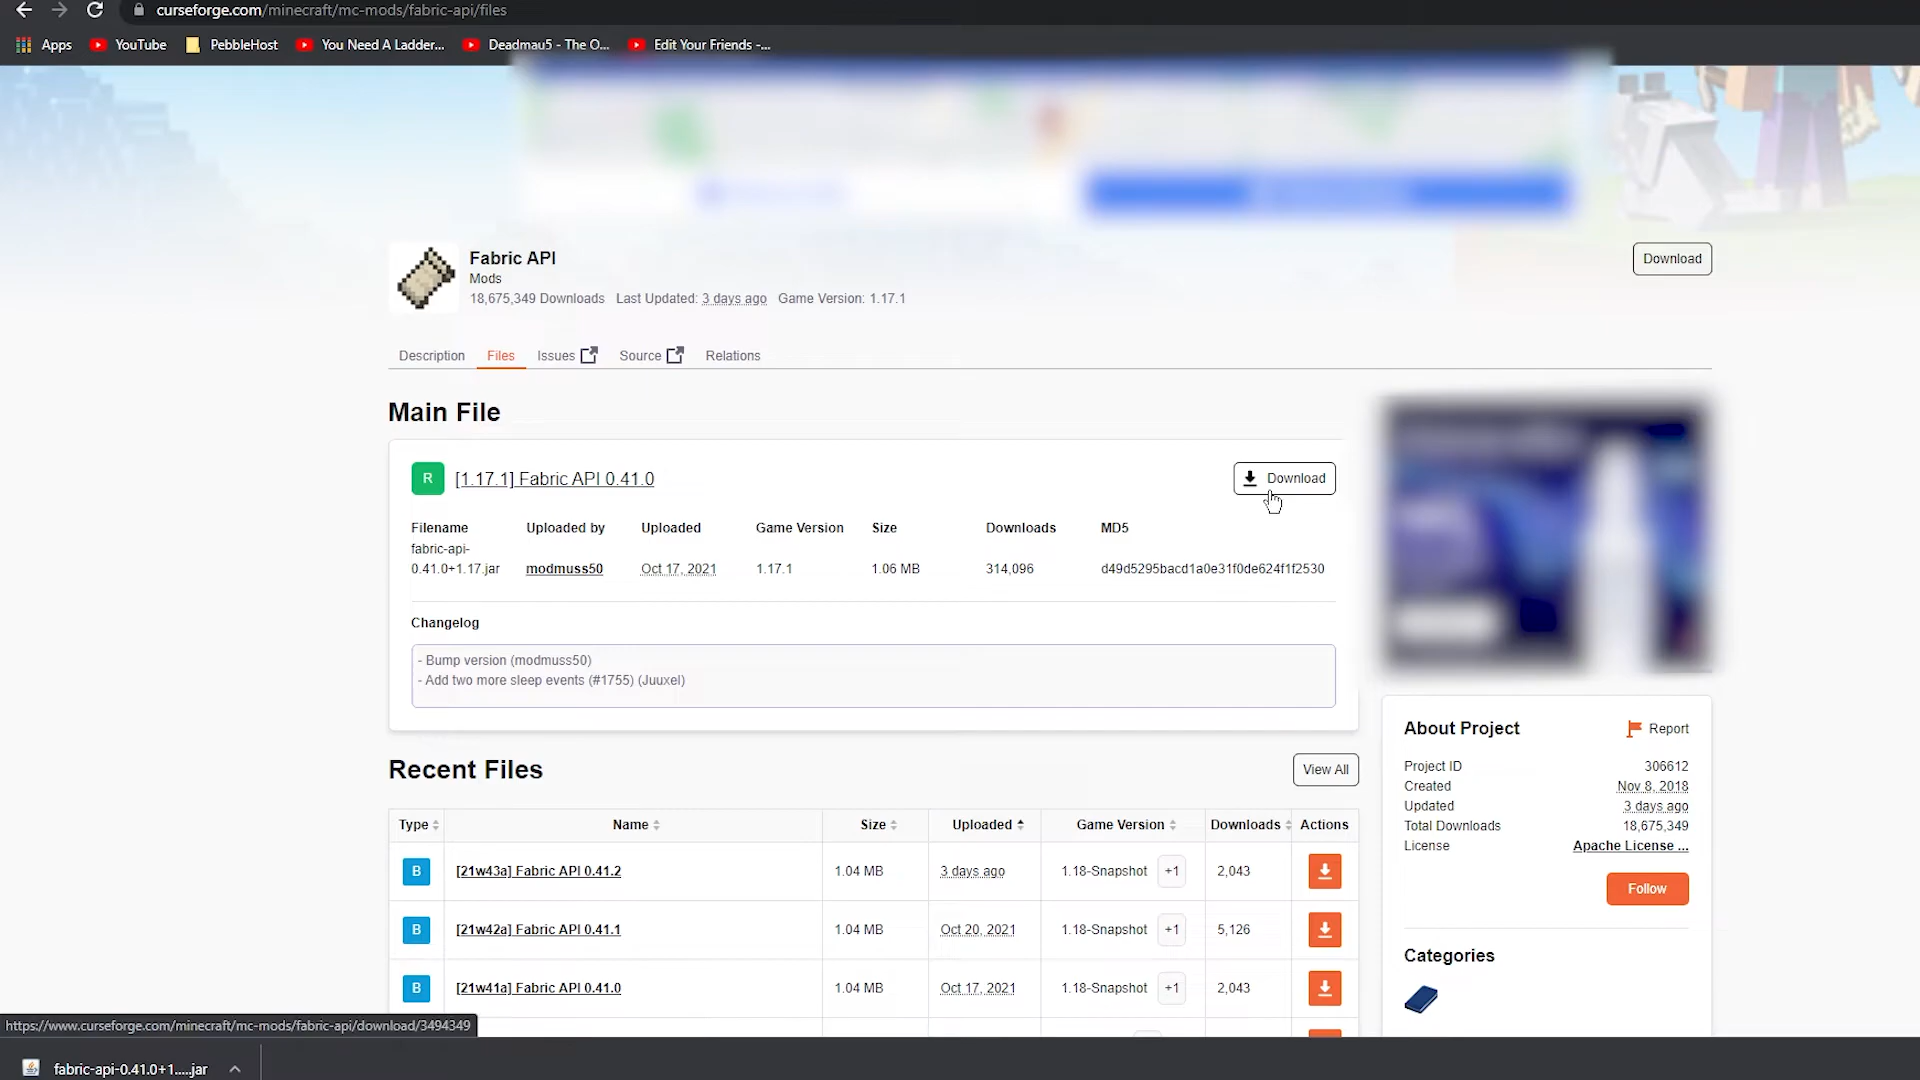 curseforge.com/minecraft/mc-mods/fabric-api/files
Apps YouTube PebbleHost You Need A Ladder... Deadmau5 - The O... Edit Your Friends -...
Fabric API
Download
Mods
18,675,349 Downloads Last Updated: 3 days ago Game Version: 1.17.1
Description Files Issues Source Relations
Main File
R [1.17.1] Fabric API 0.41.0 Download
Filename Uploaded by Uploaded Game Version Size Downloads MD5
fabric-api-
0.41.0+1.17.jar modmuss50 Oct 17, 2021 1.17.1 1.06 MB 314,096 d49d5295bacd1a0e31f0de624f1f2530
Changelog
- Bump version (modmuss50)
- Add two more sleep events (#1755) (Juuxel)
Recent Files View All
Type Name Size Uploaded Game Version Downloads Actions
B [21w43a] Fabric API 0.41.2 1.04 MB 3 days ago 1.18-Snapshot +1 2,043
B [21w42a] Fabric API 0.41.1 1.04 MB Oct 20, 2021 1.18-Snapshot +1 5,126
B [21w41a] Fabric API 0.41.0 1.04 MB Oct 17, 2021 1.18-Snapshot +1 2,043
About Project Report
Project ID 306612
Created Nov 8, 2018
Updated 3 days ago
Total Downloads 18,675,349
License Apache License ...
Follow
Categories
https://www.curseforge.com/minecraft/mc-mods/fabric-api/download/3494349
fabric-api-0.41.0+1....jar